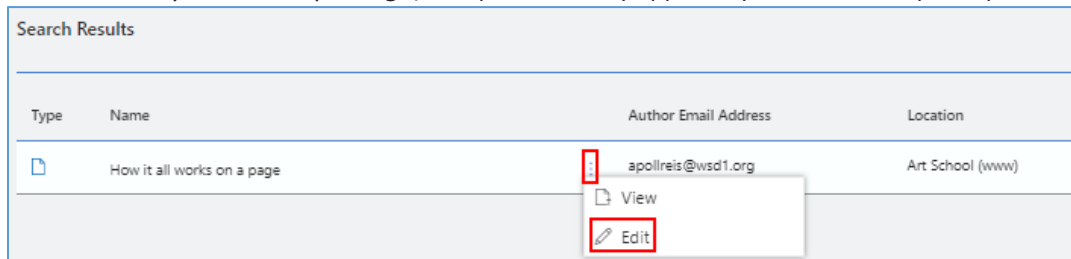 Search Results
Type Name Author Email Address Location
How it all works on a page apollreis@wsd1.org Art School (www)
View
Edit